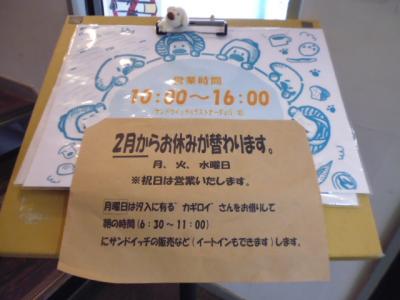 営業時間
10:00～16:00
2月からお休みが替わります。
月、火、水曜日
※祝日は営業いたします。
月曜日は汐入に有る”カギロイ”さんをお借りして
朝の時間(6:30～11:00)
にサンドイッチの販売など(イートインもできます)します。